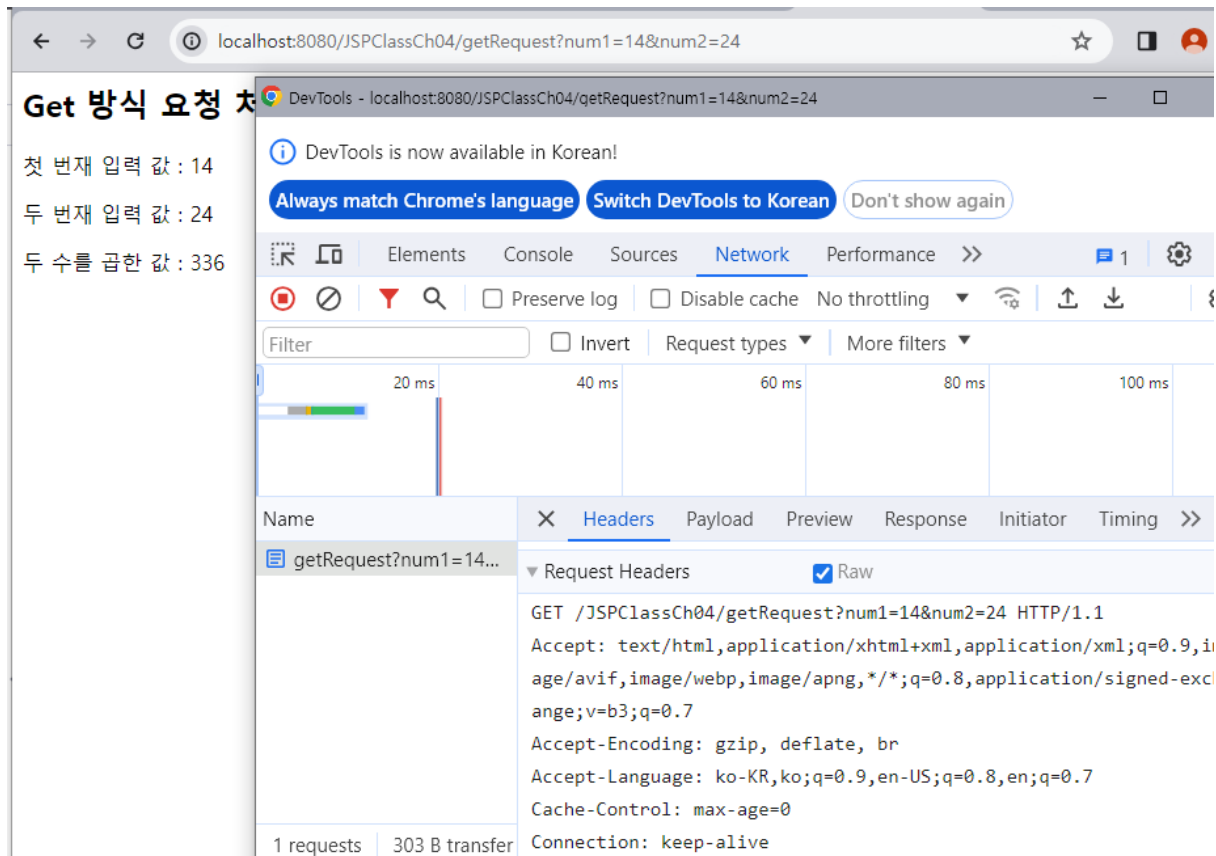 localhost:8080/JSPClassCh04/getRequest?num1=14&num2=24
Get 방식 요청
첫 번재 입력 값 : 14
두 번재 입력 값 : 24
두 수를 곱한 값 : 336
DevTools - localhost:8080/JSPClassCh04/getRequest?num1=14&num2=24
DevTools is now available in Korean!
Always match Chrome's language Switch DevTools to Korean Don't show again
Elements Console Sources Network Performance 1
Preserve log Disable cache No throttling
Filter Invert Request types More filters
20 ms 40 ms 60 ms 80 ms 100 ms
Name
getRequest?num1=14...
1 requests 303 B transfer
Headers Payload Preview Response Initiator Timing
Request Headers Raw
GET /JSPClassCh04/getRequest?num1=14&num2=24 HTTP/1.1
Accept: text/html,application/xhtml+xml,application/xml;q=0.9,i
age/avif,image/webp,image/apng,*/*;q=0.8,application/signed-exc
ange;v=b3;q=0.7
Accept-Encoding: gzip, deflate, br
Accept-Language: ko-KR,ko;q=0.9,en-US;q=0.8,en;q=0.7
Cache-Control: max-age=0
Connection: keep-alive